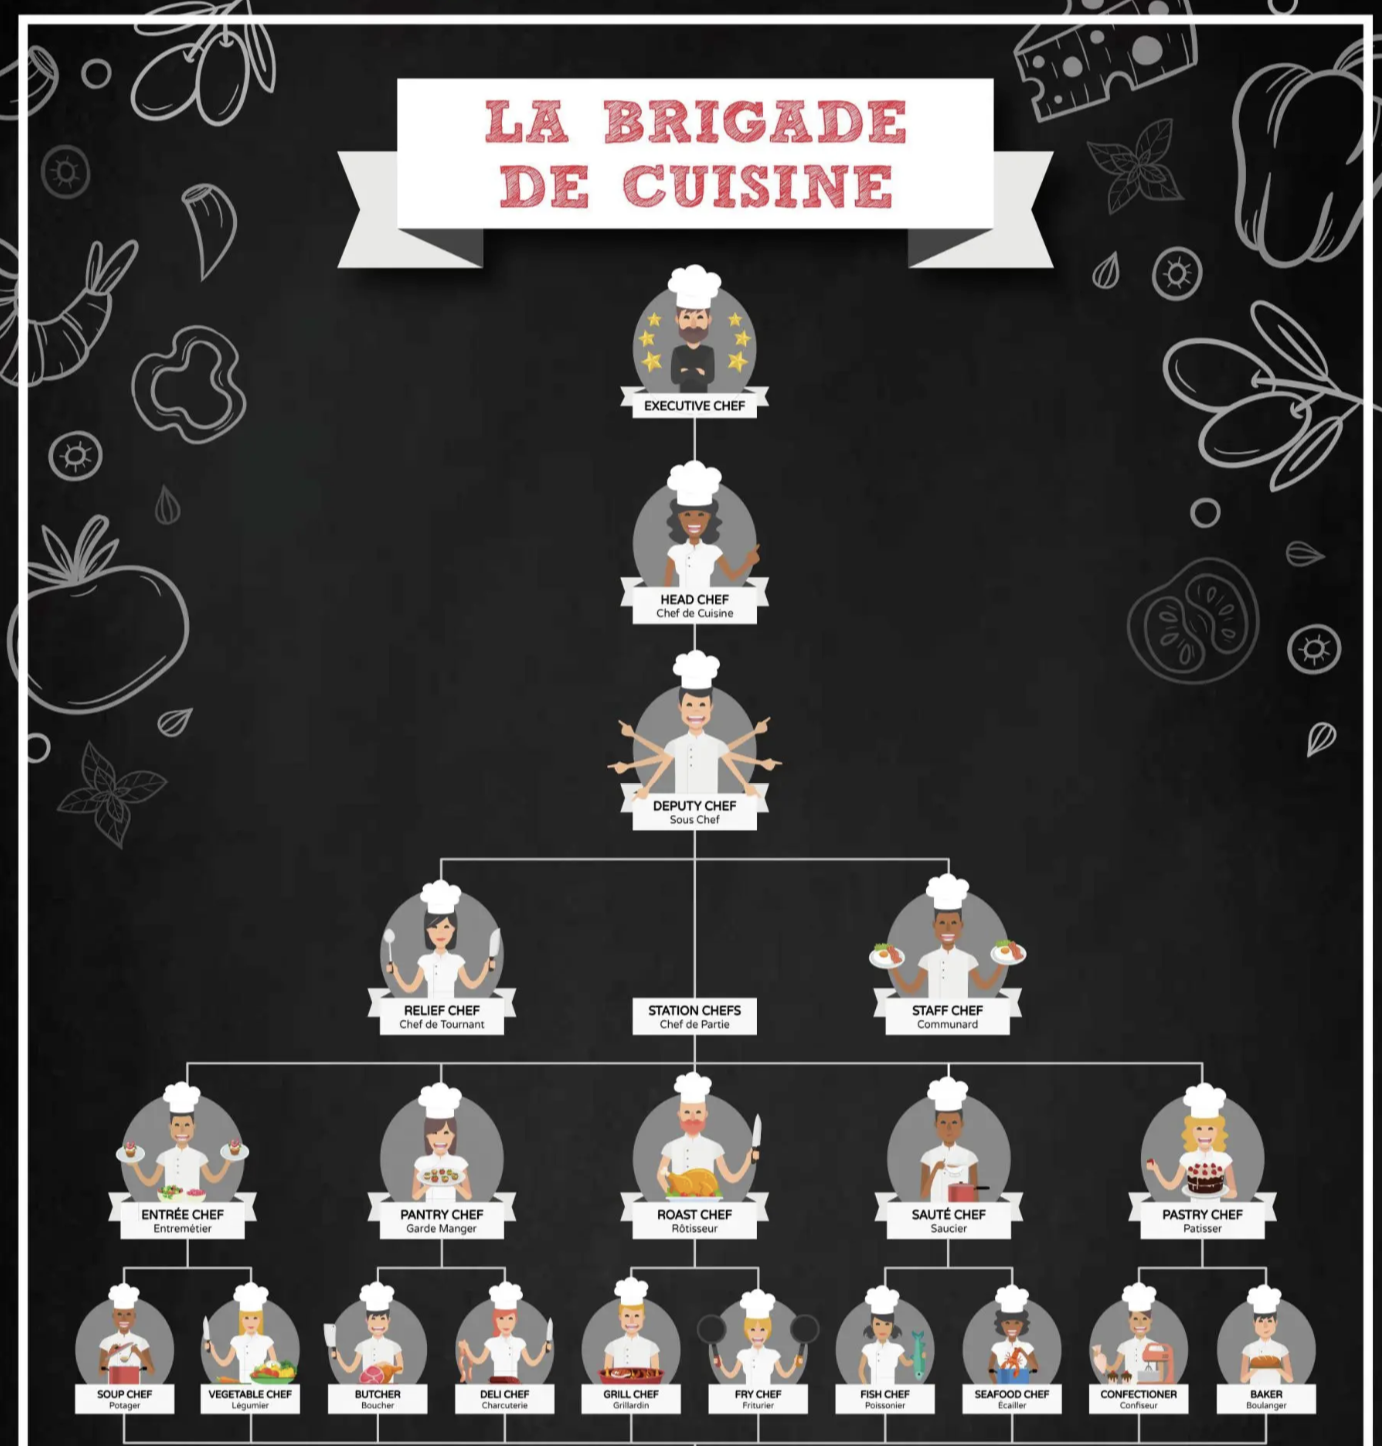 LA BRIGADE
DE CUISINE
EXECUTIVE CHEF
HEAD CHEF
Chef de Cuisine
DEPUTY CHEF
Sous Chef
RELIEF CHEF
Chef de Tournant
STATION CHEFS
Chef de Partie
STAFF CHEF
Communard
ENTRÉE CHEF
Entremétier
PANTRY CHEF
Garde Manger
ROAST CHEF
Rôtisseur
SAUTÉ CHEF
Saucier
PASTRY CHEF
Patisser
SOUP CHEF
Potager
VEGETABLE CHEF
Légumier
BUTCHER
Boucher
DELI CHEF
Charcuterie
GRILL CHEF
Grillardin
FRY CHEF
Friturier
FISH CHEF
Poissonier
SEAFOOD CHEF
Écailler
CONFECTIONER
Confiseur
BAKER
Boulanger